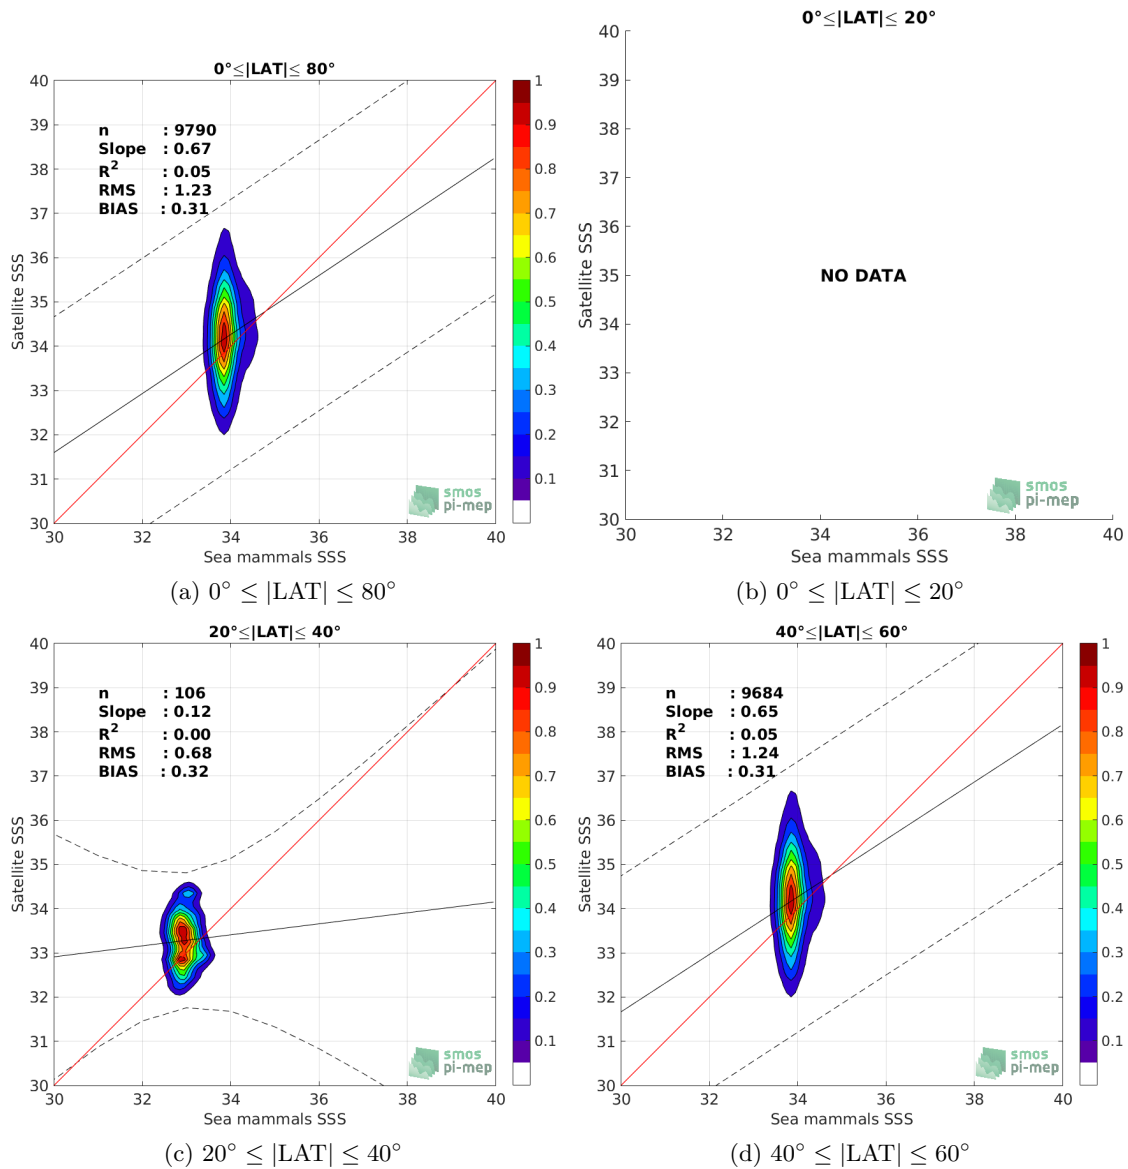 0°≤|LAT|≤ 80°
n : 9790
Slope : 0.67
R2 : 0.05
RMS : 1.23
BIAS : 0.31
40
39
38
37
36
35
34
33
32
31
30
Satellite SSS
30 32 34 36 38 40
Sea mammals SSS
1
0.9
0.8
0.7
0.6
0.5
0.4
0.3
0.2
0.1
smos
pi-mep
(a) 0° ≤ |LAT| ≤ 80°
0°≤|LAT|≤ 20°
40
39
38
37
36
35
34
33
32
31
30
Satellite SSS
NO DATA
30 32 34 36 38 40
Sea mammals SSS
smos
pi-mep
(b) 0° ≤ |LAT| ≤ 20°
20°≤|LAT|≤ 40°
n : 106
Slope : 0.12
R2 : 0.00
RMS : 0.68
BIAS : 0.32
40
39
38
37
36
35
34
33
32
31
30
Satellite SSS
30 32 34 36 38 40
Sea mammals SSS
1
0.9
0.8
0.7
0.6
0.5
0.4
0.3
0.2
0.1
smos
pi-mep
(c) 20° ≤ |LAT| ≤ 40°
40°≤|LAT|≤ 60°
n : 9684
Slope : 0.65
R2 : 0.05
RMS : 1.24
BIAS : 0.31
40
39
38
37
36
35
34
33
32
31
30
Satellite SSS
30 32 34 36 38 40
Sea mammals SSS
1
0.9
0.8
0.7
0.6
0.5
0.4
0.3
0.2
0.1
smos
pi-mep
(d) 40° ≤ |LAT| ≤ 60°